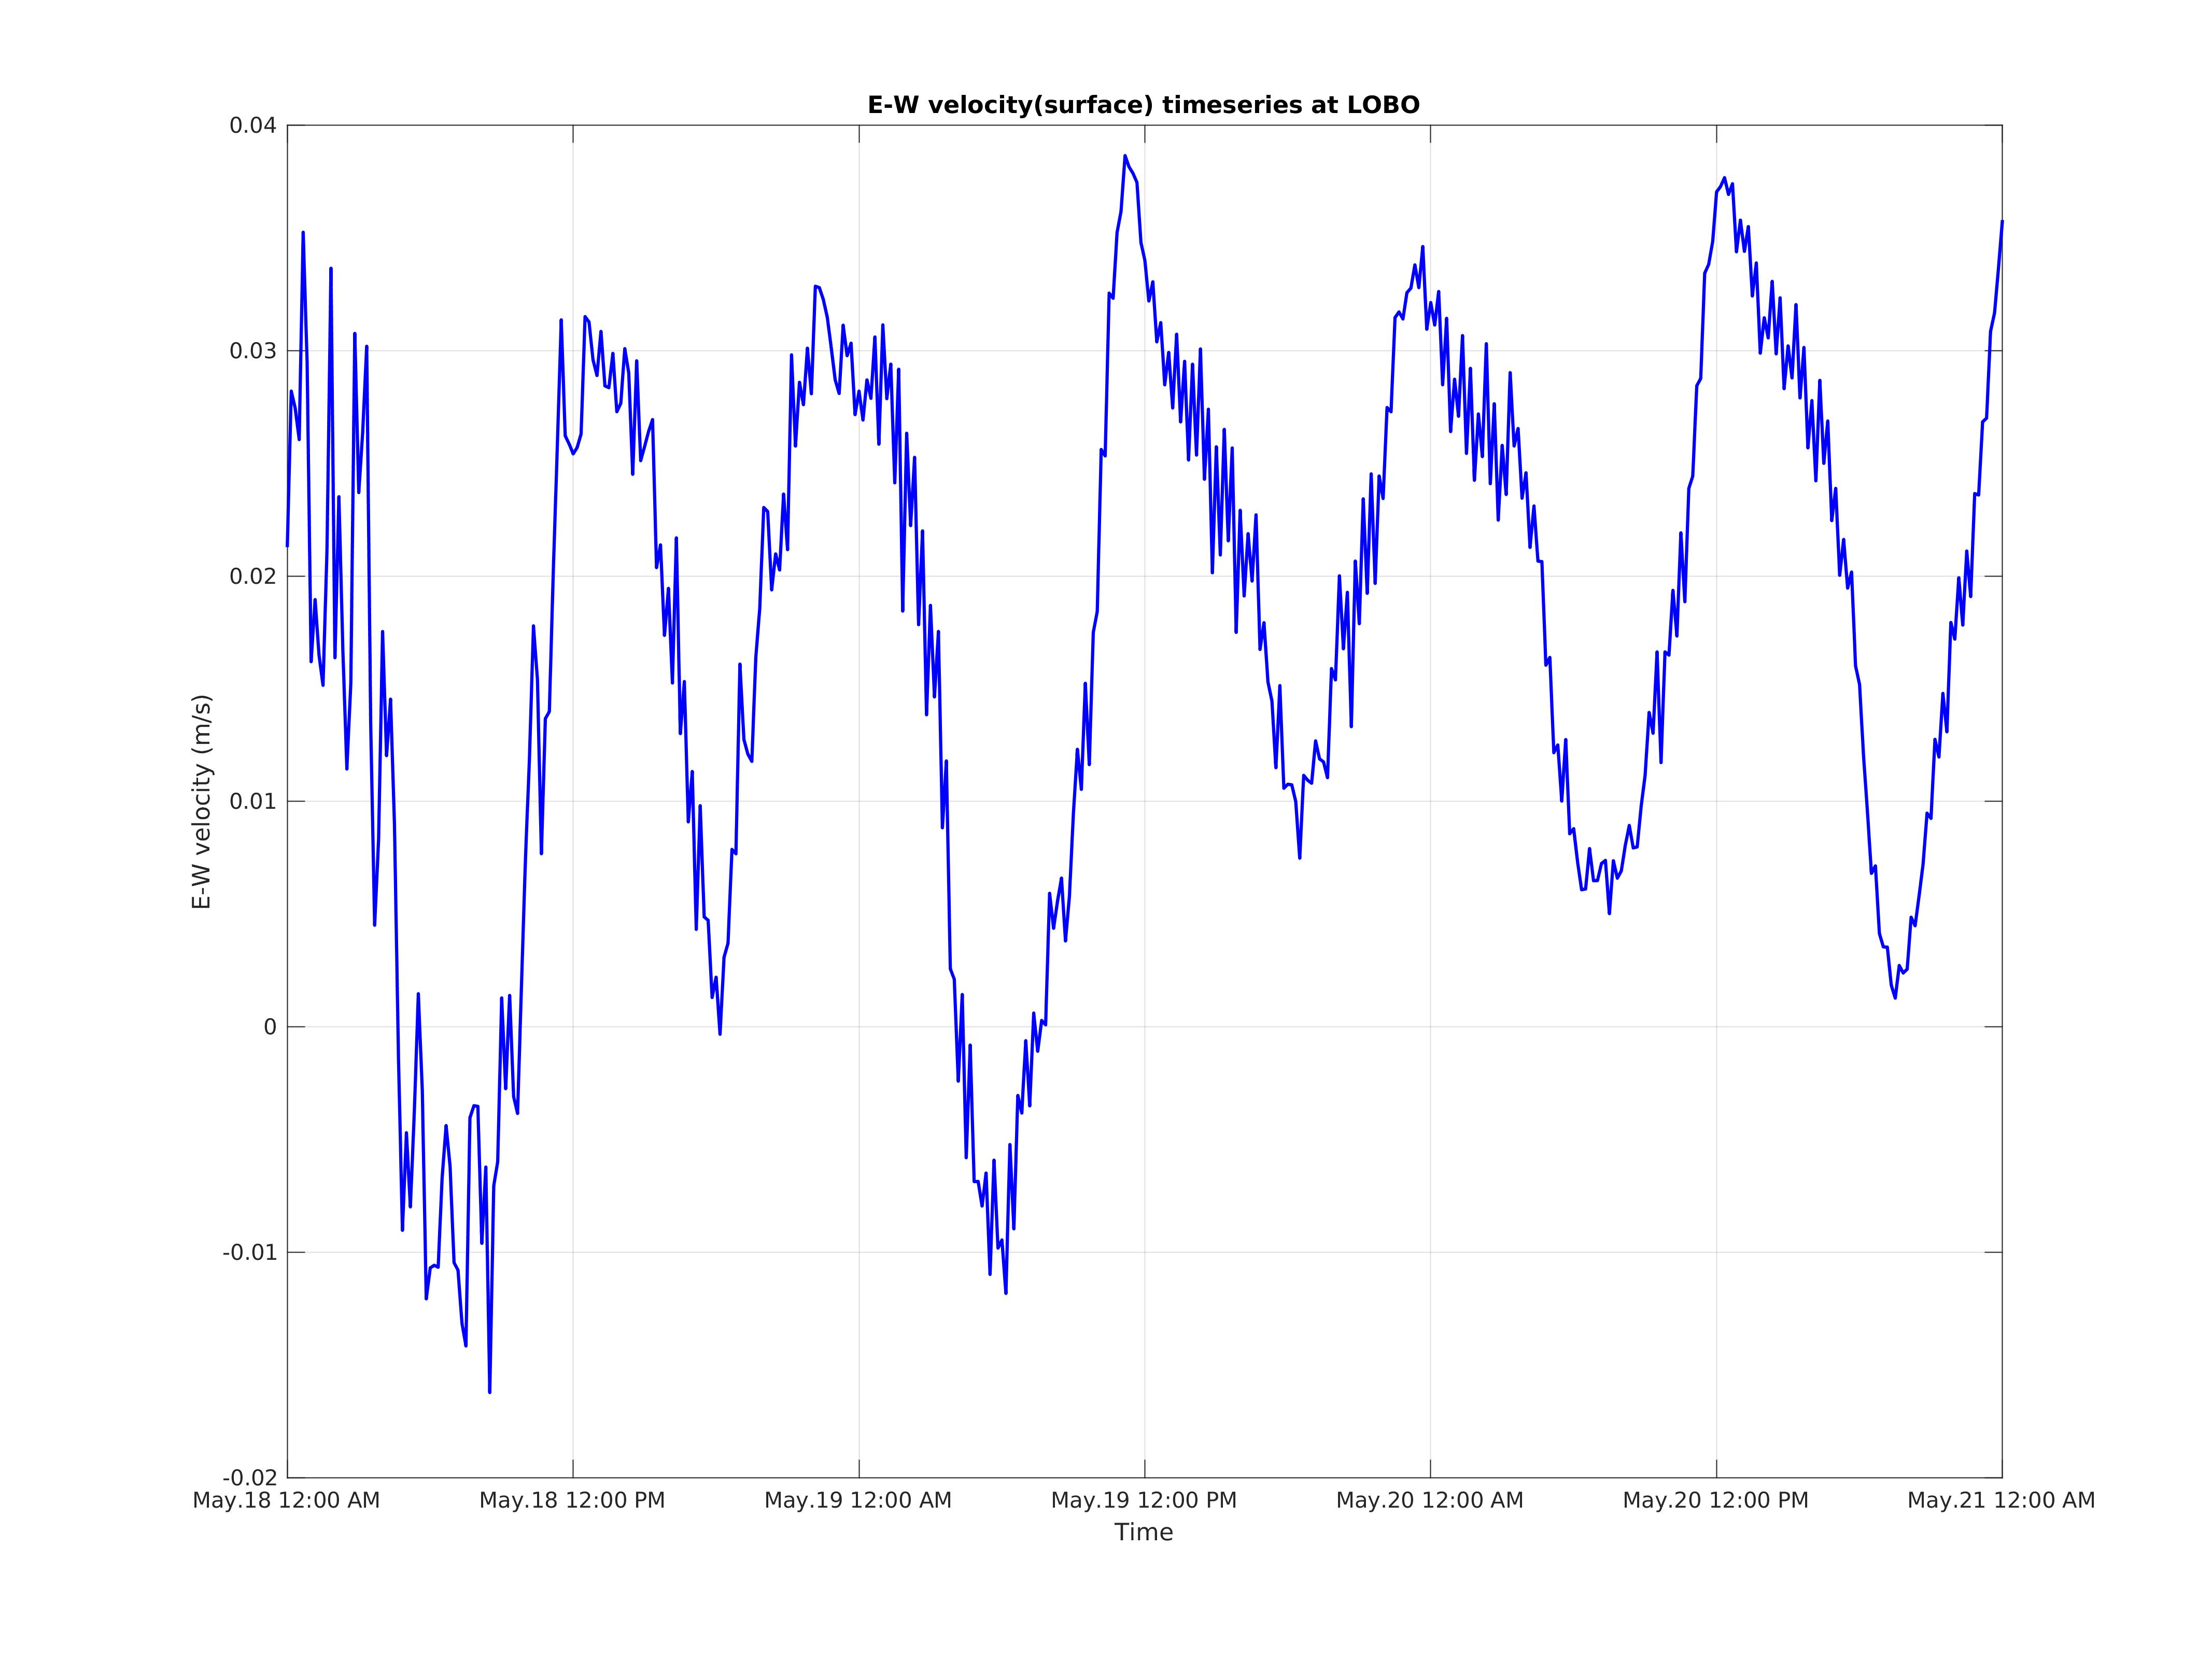 E-W velocity(surface) timeseries at LOBO
0.04
0.03
0.02
0.01
0
-0.01
-0.02
E-W velocity (m/s)
May.18 12:00 AM
May.18 12:00 PM
May.19 12:00 AM
May.19 12:00 PM
May.20 12:00 AM
May.20 12:00 PM
May.21 12:00 AM
Time